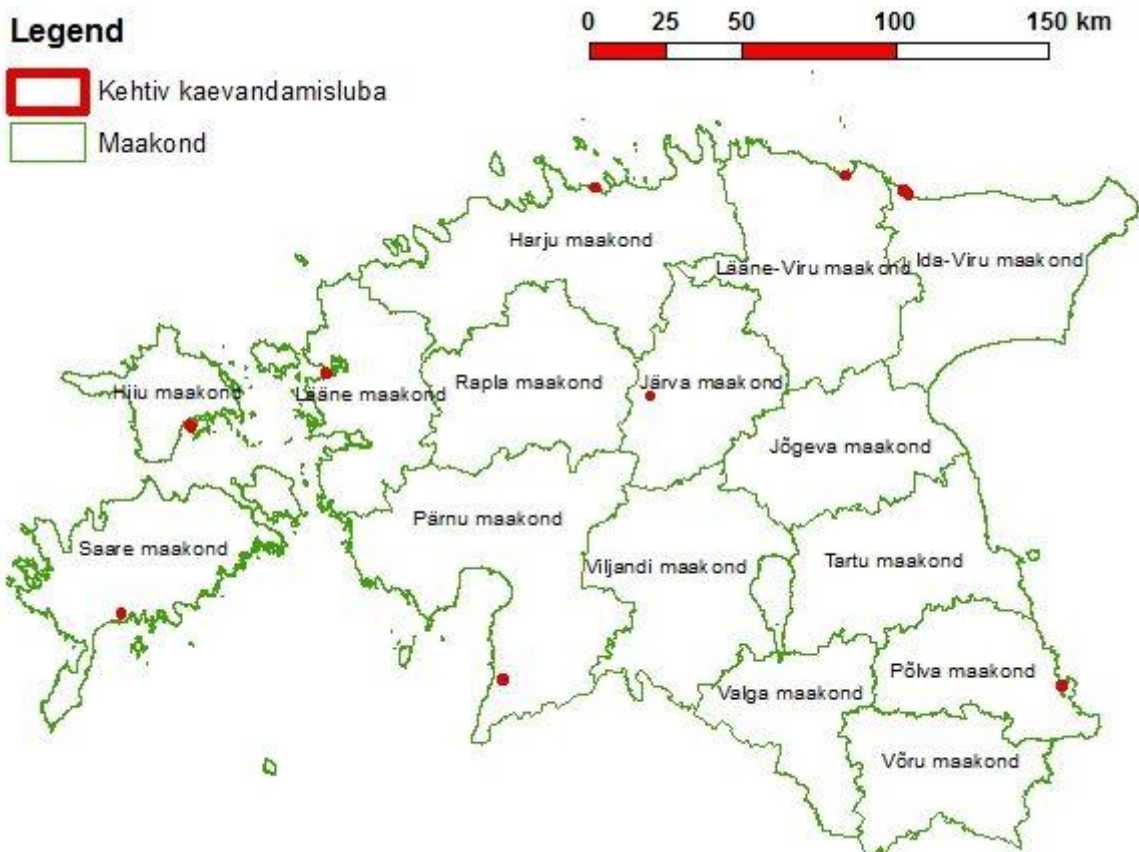 Legend
Kehtiv kaevandamisluba
Maakond
0 25 50 100 150 km
Harju maakond
Lääne-Viru maakond
Ida-Viru maakond
Hiiu maakond
Lääne maakond
Rapla maakond
Järva maakond
Jõgeva maakond
Saare maakond
Pärnu maakond
Viljandi maakond
Tartu maakond
Valga maakond
Põlva maakond
Võru maakond